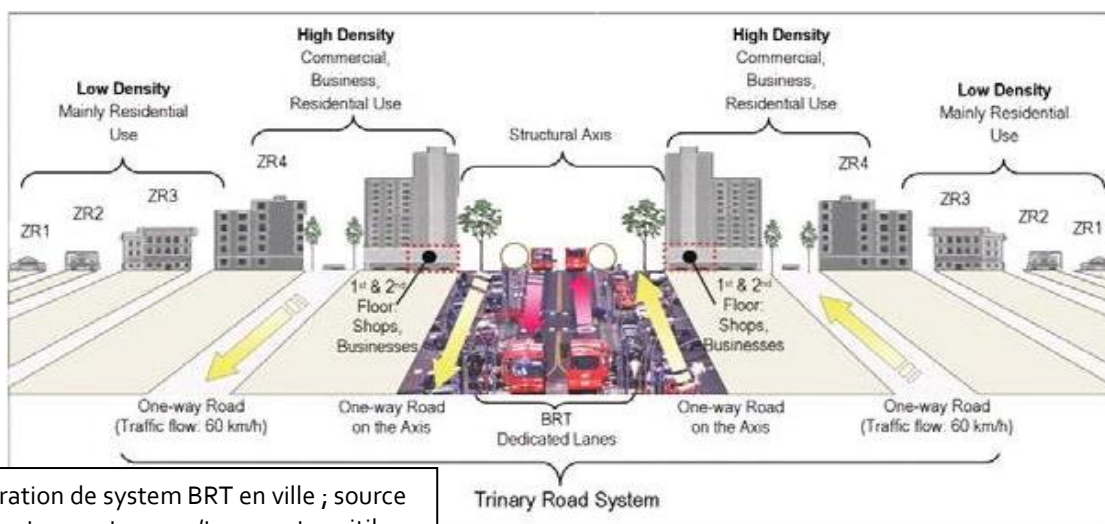 High Density
Commercial,
Business,
Residential Use
High Density
Commercial,
Business,
Residential Use
Low Density
Mainly Residential
Use
Low Density
Mainly Residential
Use
Structural Axis
ZR4
ZR4
ZR3
ZR2
ZR1
ZR3
ZR2
ZR1
1st & 2nd
Floor:
Shops,
Businesses
1st & 2nd
Floor:
Shops,
Businesses
One-way Road
(Traffic flow: 60 km/h)
One-way Road
on the Axis
BRT
Dedicated Lanes
One-way Road
on the Axis
One-way Road
(Traffic flow: 60 km/h)
Trinary Road System
ration de system BRT en ville ; source